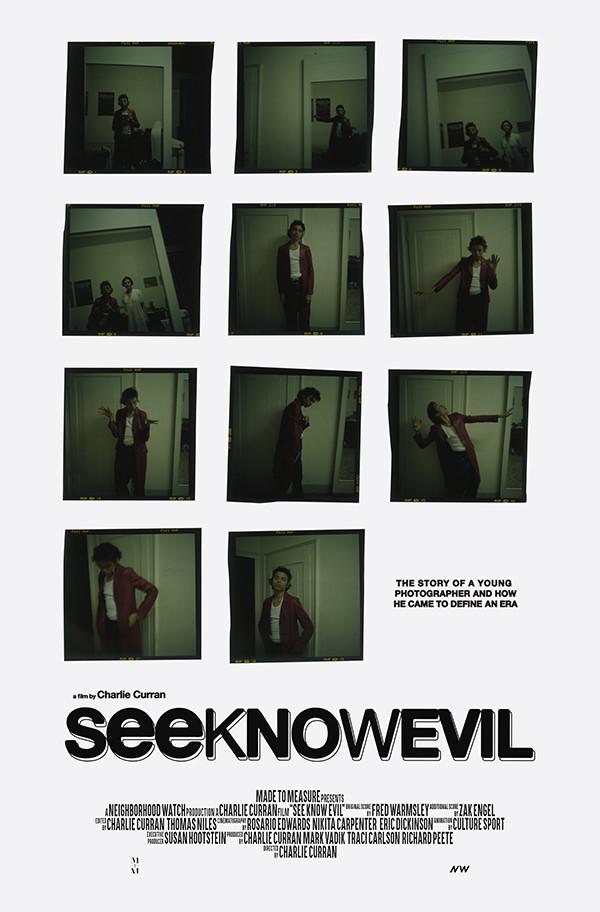 THE STORY OF A YOUNG
PHOTOGRAPHER AND HOW
HE CAME TO DEFINE AN ERA
a film by Charlie Curran
seeKNOWEVIL
MADE TO MEASURE PRESENTS
A NEIGHBORHOOD WATCH PRODUCTION A CHARLIE CURRAN FILM "SEE KNOW EVIL" ORIGINAL SCORE BY FRED WARMSLEY ADDITIONAL SCORE BY ZAK ENGEL
EDITED BY CHARLIE CURRAN THOMAS NILES CINEMATOGRAPHY BY ROSARIO EDWARDS NIKITA CARPENTER ERIC DICKINSON ANIMATION BY CULTURE SPORT
EXECUTIVE PRODUCER SUSAN HOOTSTEIN PRODUCED BY CHARLIE CURRAN MARK VADIK TRACI CARLSON RICHARD PEETE
DIRECTED BY CHARLIE CURRAN
M
M
NW